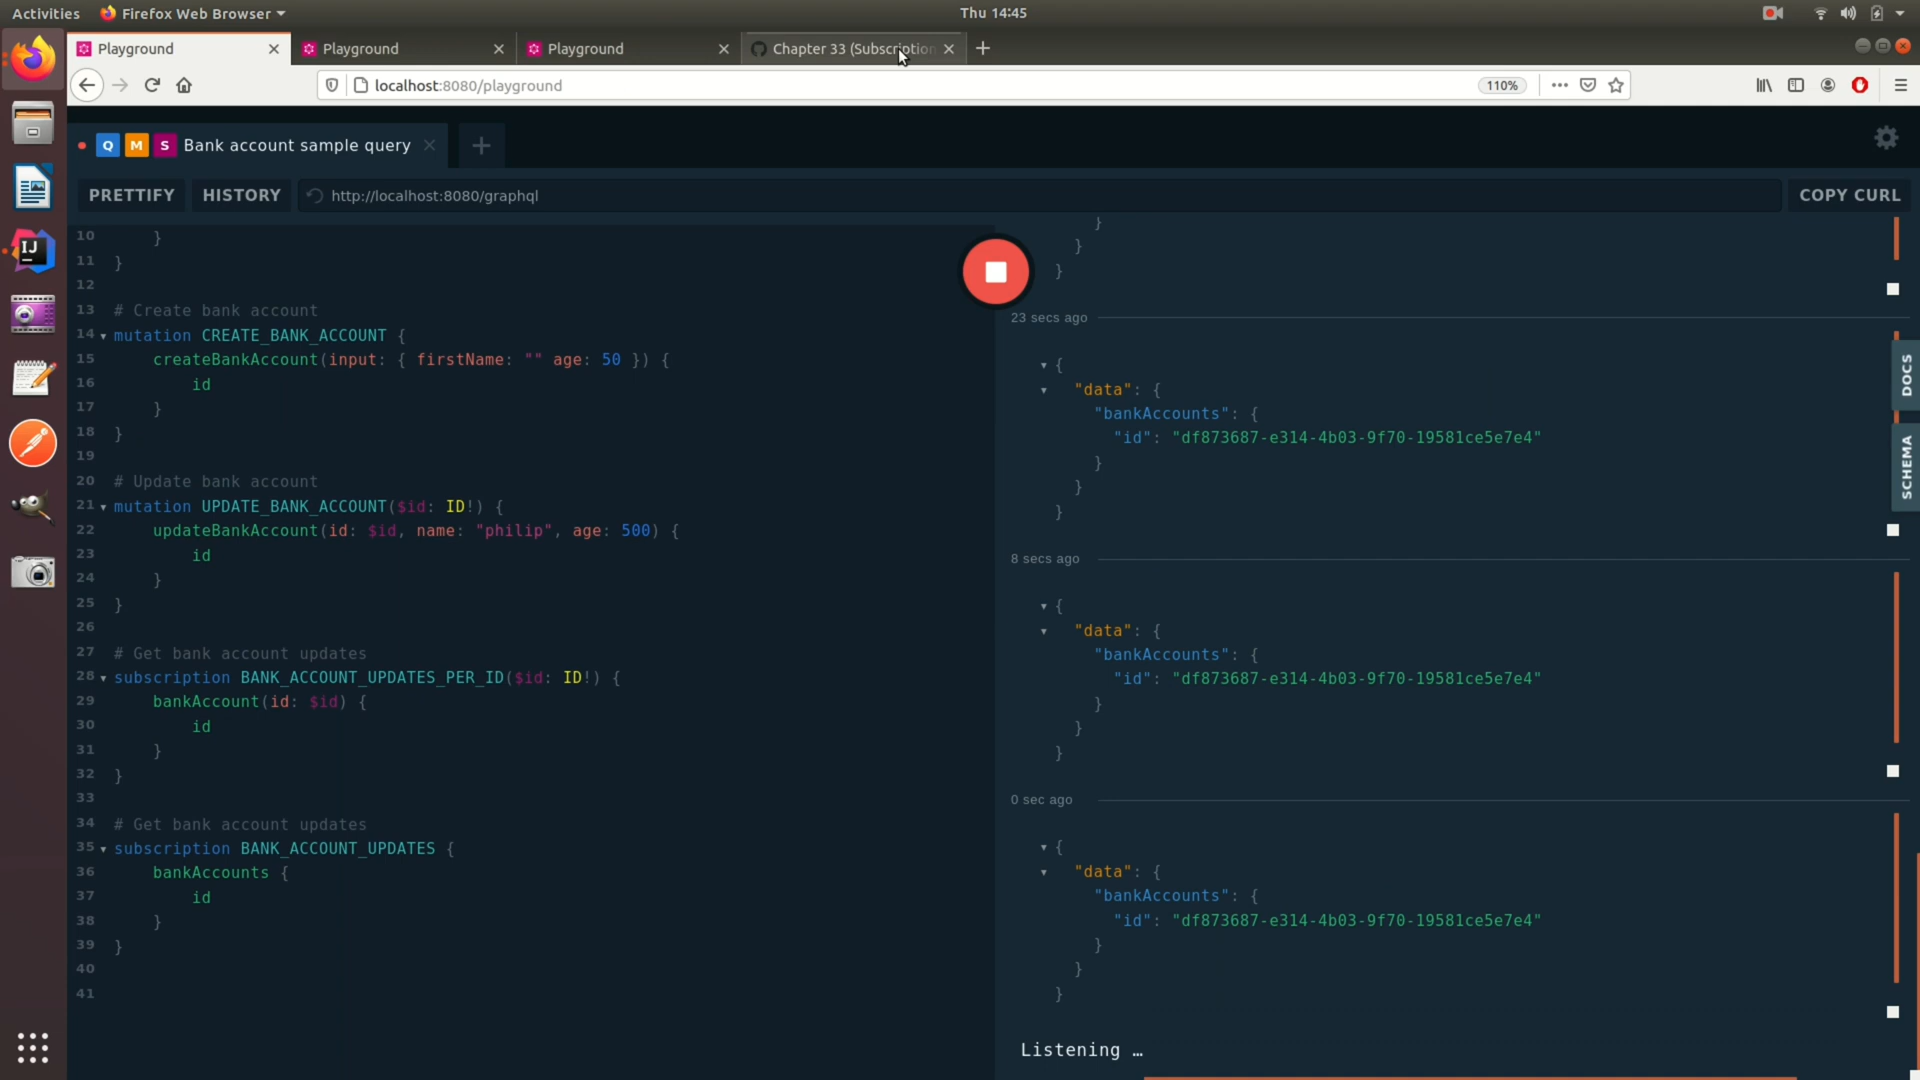 Activities Firefox Web Browser Thu 14:45
Playground Playground Playground Chapter 33 (Subscription
localhost:8080/playground 110%
Q M S Bank account sample query
PRETTIFY HISTORY http://localhost:8080/graphql COPY CURL
10 }
11 }
12
13 # Create bank account
14 mutation CREATE_BANK_ACCOUNT {
15 createBankAccount(input: { firstName: "" age: 50 }) {
16 id
17 }
18 }
19
20 # Update bank account
21 mutation UPDATE_BANK_ACCOUNT($id: ID!) {
22 updateBankAccount(id: $id, name: "philip", age: 500) {
23 id
24 }
25 }
26
27 # Get bank account updates
28 subscription BANK_ACCOUNT_UPDATES_PER_ID($id: ID!) {
29 bankAccount(id: $id) {
30 id
31 }
32 }
33
34 # Get bank account updates
35 subscription BANK_ACCOUNT_UPDATES {
36 bankAccounts {
37 id
38 }
39 }
40
41
}
}
}
23 secs ago
{
"data": {
"bankAccounts": {
"id": "df873687-e314-4b03-9f70-19581ce5e7e4"
}
}
}
8 secs ago
{
"data": {
"bankAccounts": {
"id": "df873687-e314-4b03-9f70-19581ce5e7e4"
}
}
}
0 sec ago
{
"data": {
"bankAccounts": {
"id": "df873687-e314-4b03-9f70-19581ce5e7e4"
}
}
}
Listening …
DOCS
SCHEMA
IJ